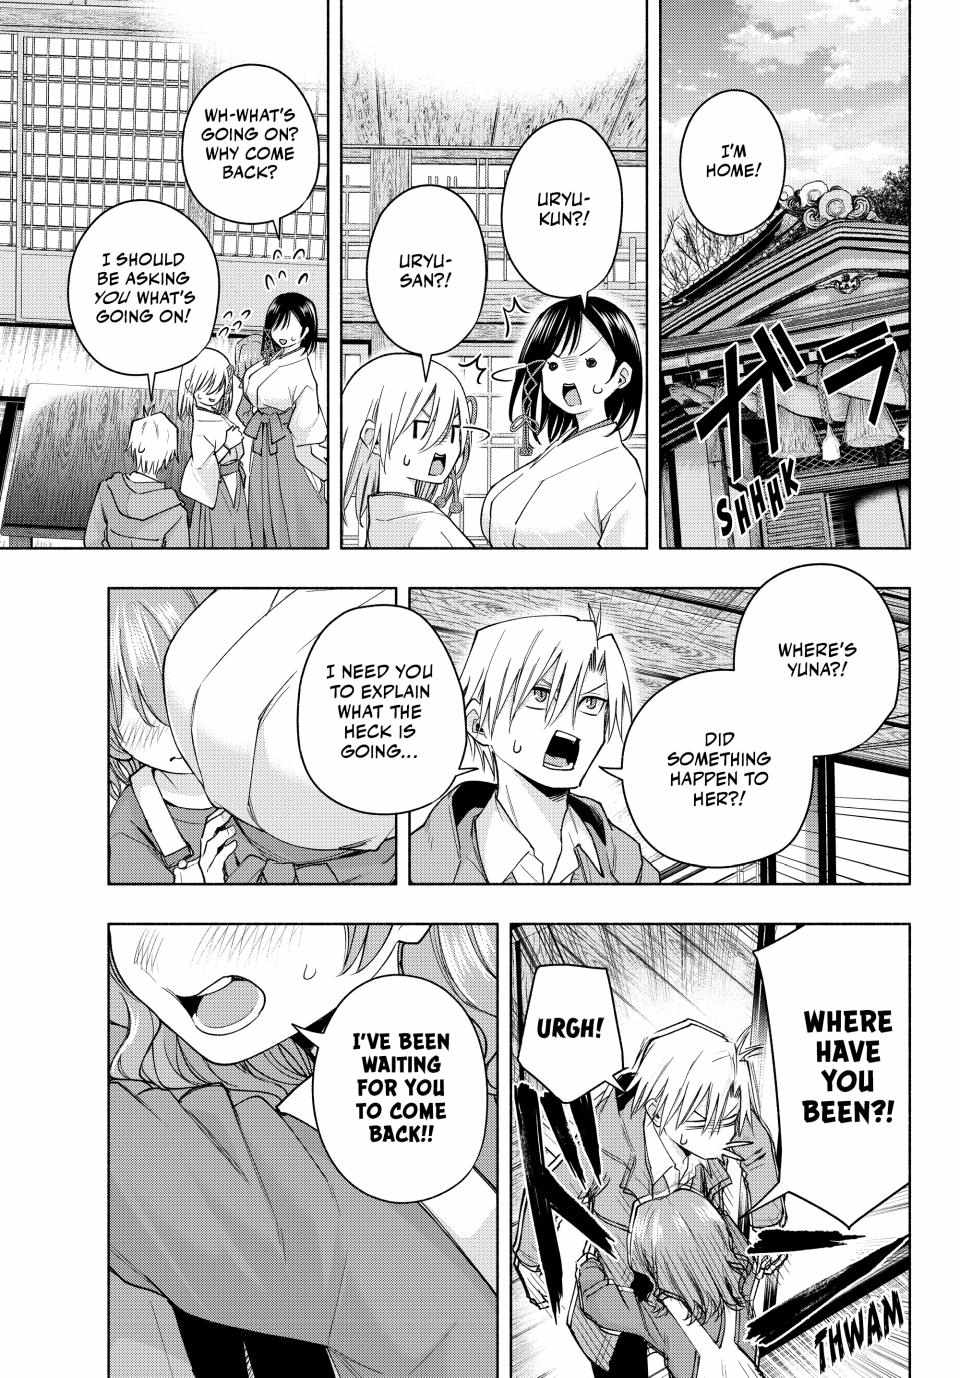 I'M
HOME!
ガラ
SHHHK
URYU-
KUN?!
URYU-
SAN?!
WH-WHAT'S
GOING ON?
WHY COME
BACK?
I SHOULD
BE ASKING
YOU WHAT'S
GOING ON!
WHERE'S
YUNA?!
DID
SOMETHING
HAPPEN TO
HER?!
I NEED YOU
TO EXPLAIN
WHAT THE
HECK IS
GOING...
WHERE
HAVE
YOU
BEEN?!
URGH!
THWAM
I'VE BEEN
WAITING
FOR YOU
TO COME
BACK!!